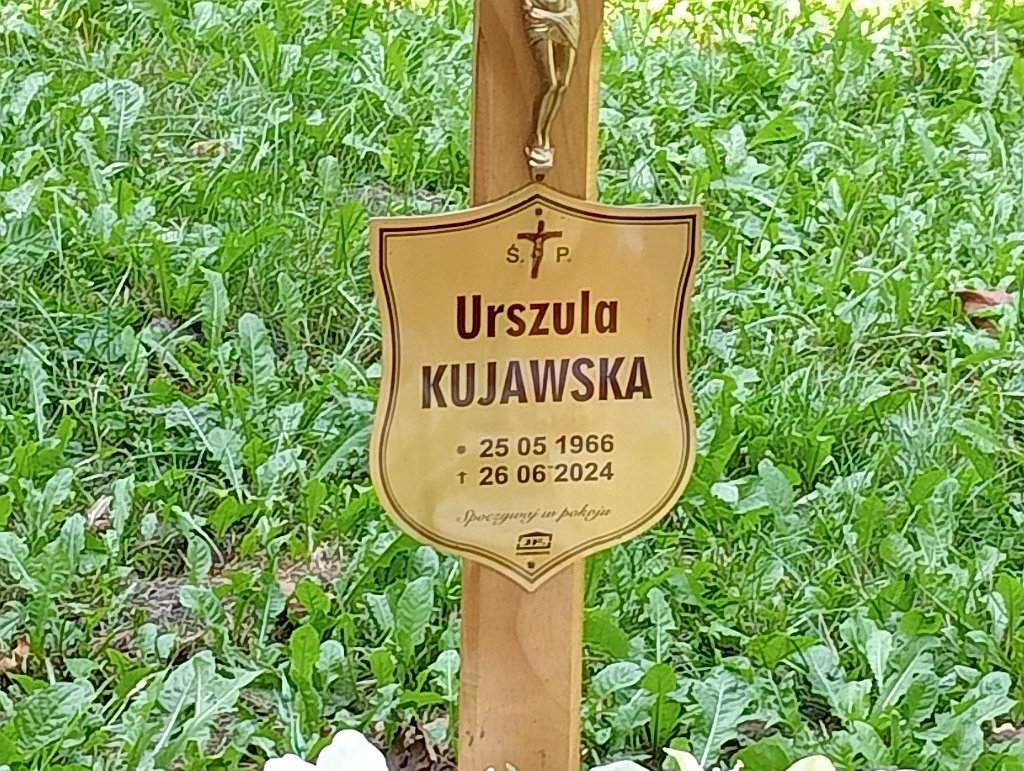 Ś. P.
Urszula
KUJAWSKA
* 25 05 1966
† 26 06 2024
Spoczywaj w pokoju